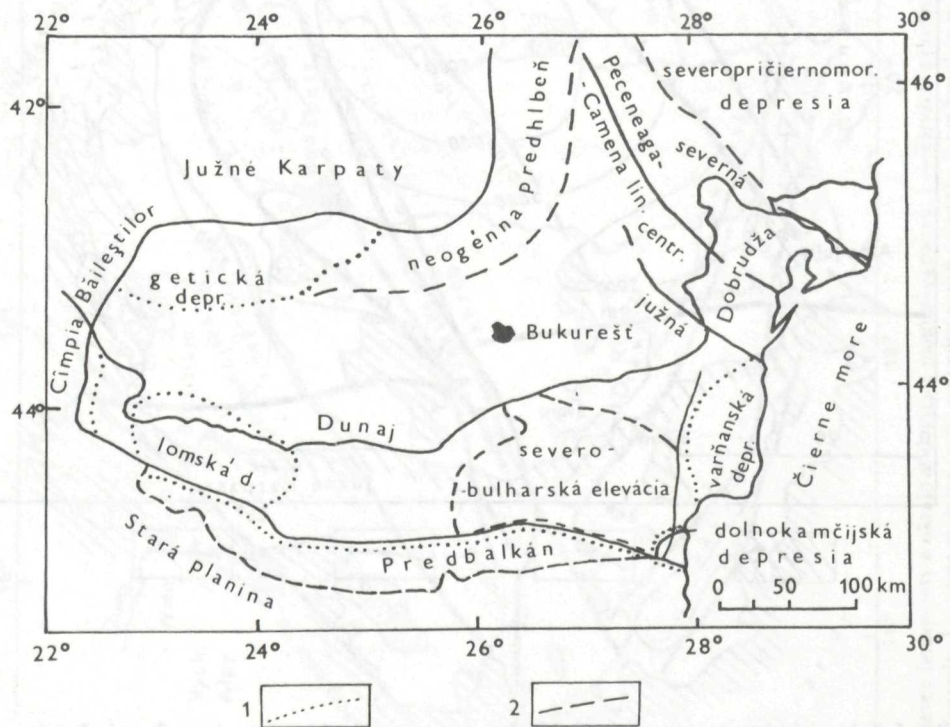 22°
24°
26°
28°
30°
42°
46°
severopričiernomor.
depresia
Južné Karpaty
neogénna predhlbeň
Peceneaga-
-Camena lin.
centr.
severná
Dobrudža
južná
Cîmpia Băileştilor
getická
depr.
Bukurešť
44°
44°
Dunaj
lomská d.
severo-
-bulharská elevácia
varňanská
depr.
Čierne more
Stará
planina
Predbalkán
dolnokamčijská
depresia
0 50 100 km
22°
24°
26°
28°
30°
1
2